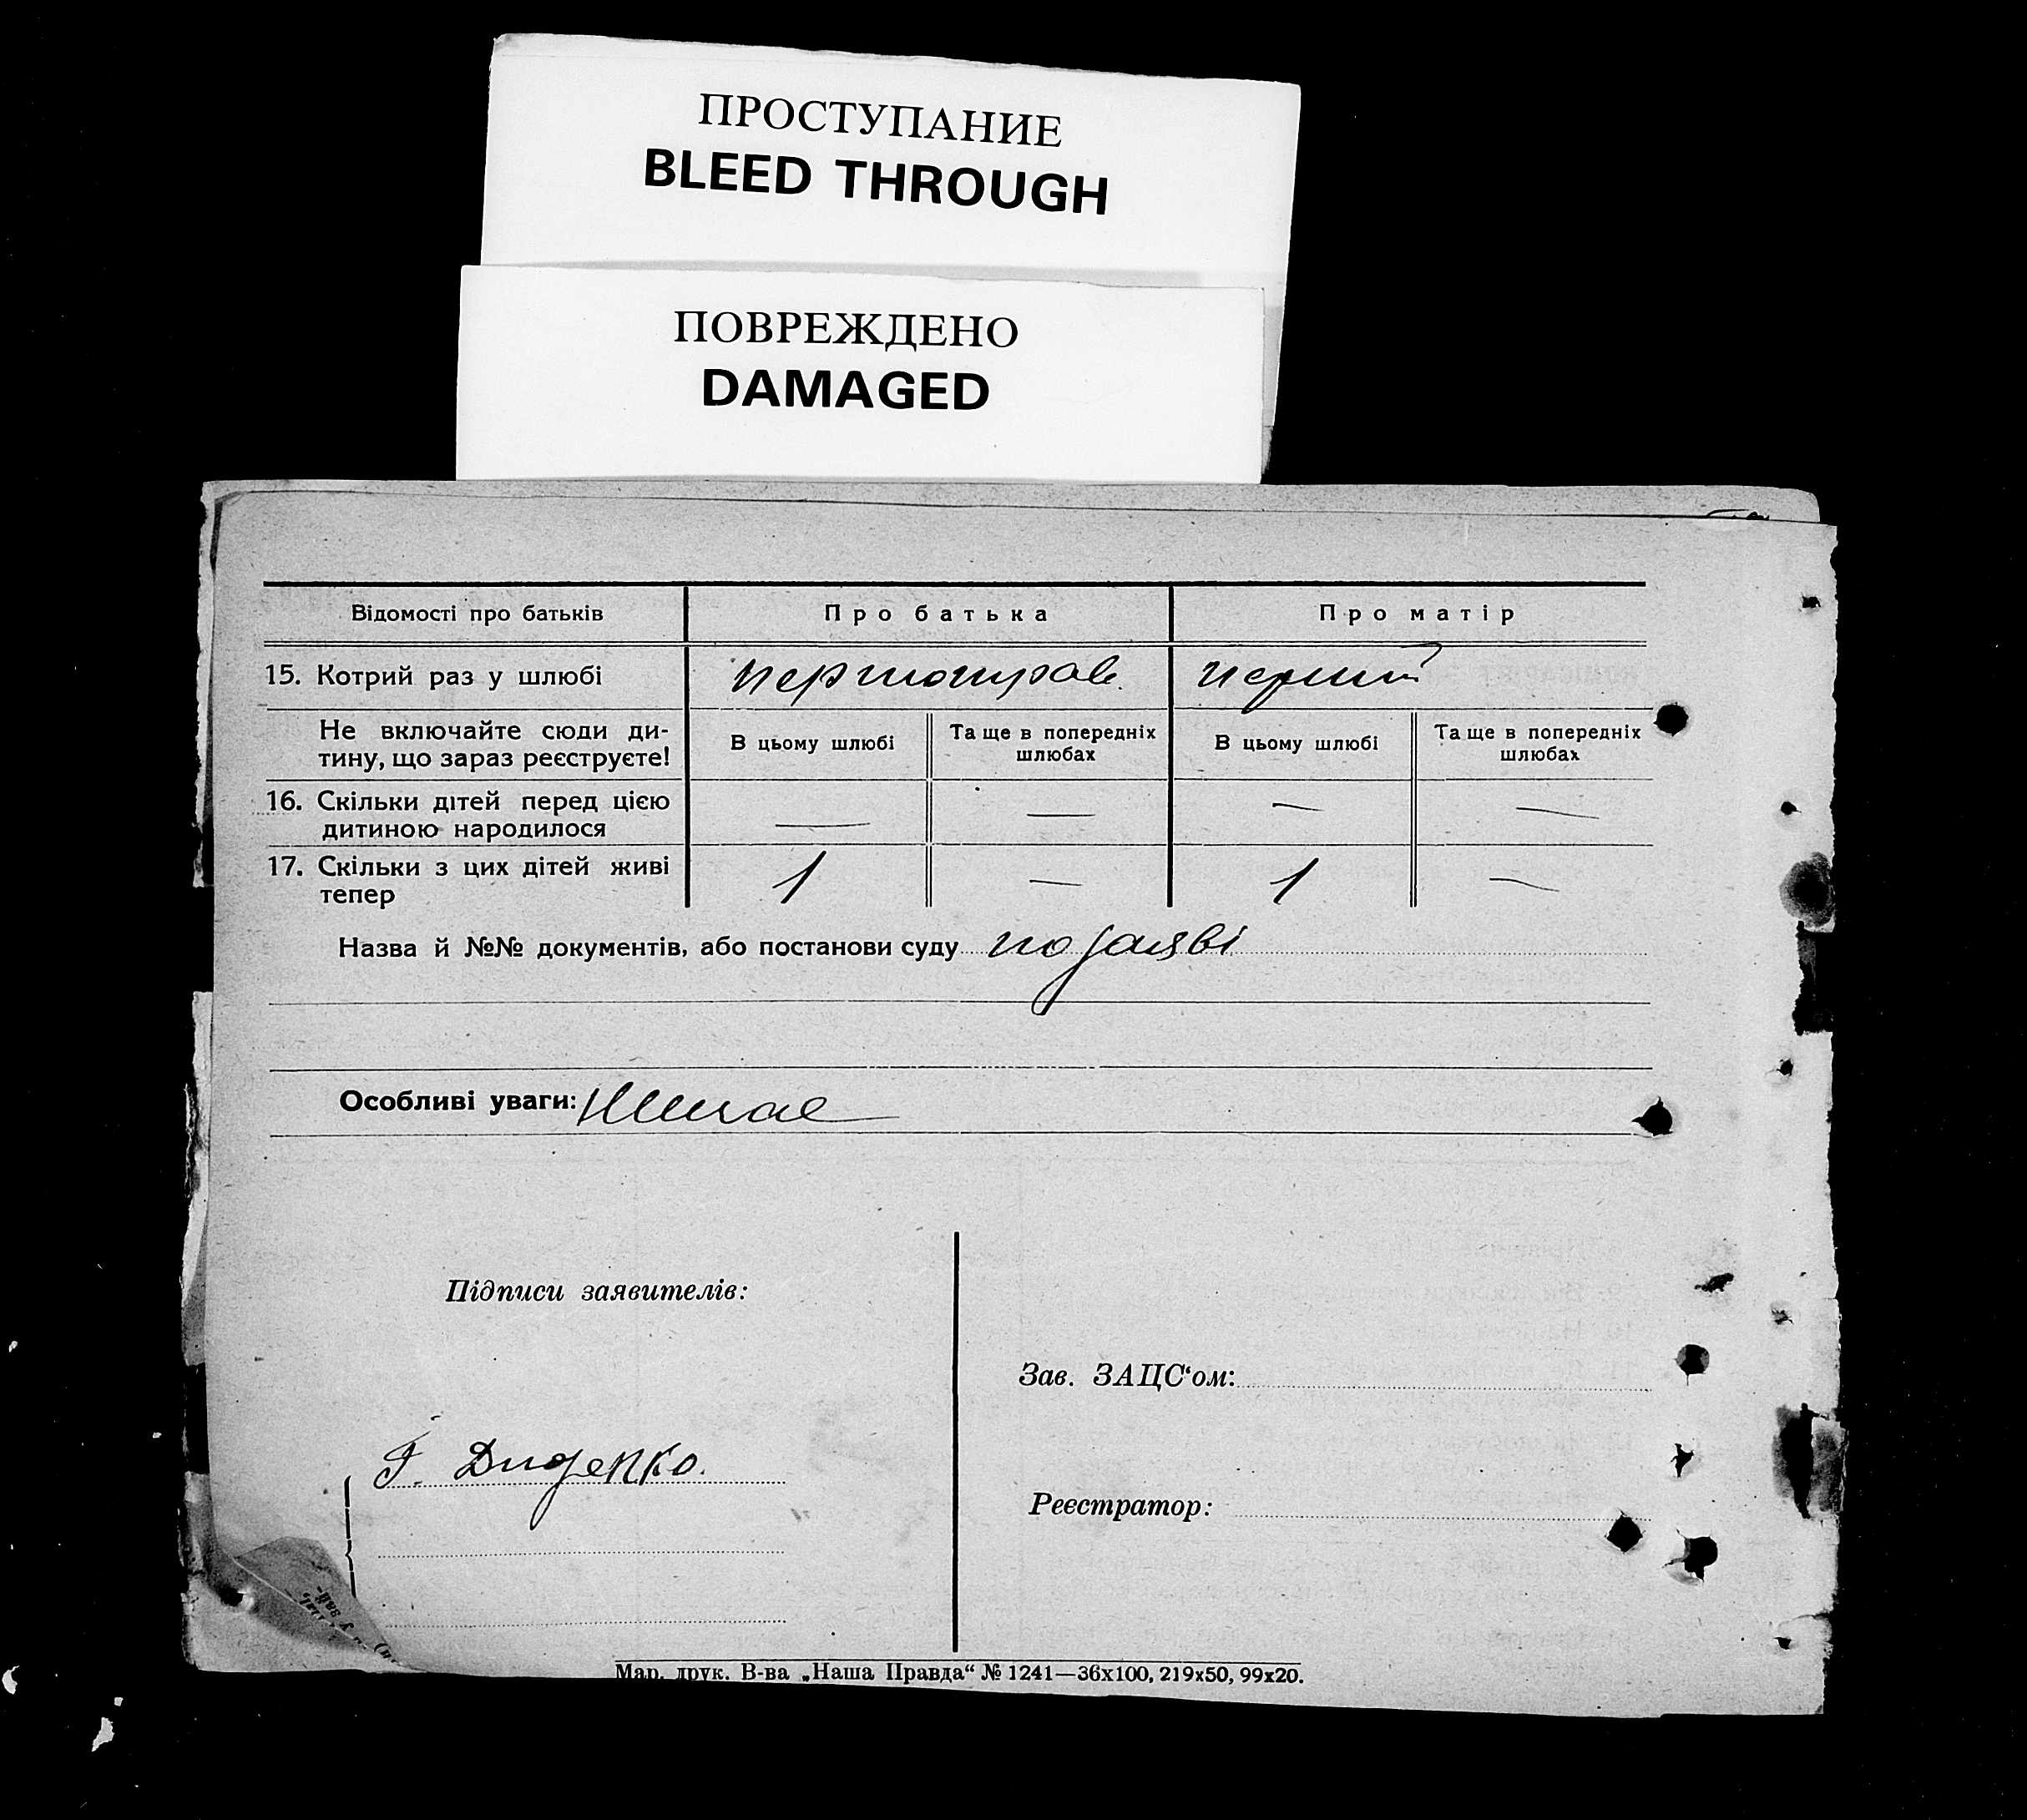 ПРОСТУПАНИЕ
BLEED THROUGH
ПОВРЕЖДЕНО
DAMAGED
Відомості про батьків Про батька Про матір
15. Котрий раз у шлюбі перший
Не включайте сюди ди-
тину, що зараз реєструєте!
В цьому шлюбі
Та ще в попередніх
шлюбах
В цьому шлюбі
Та ще в попередніх
шлюбах
16. Скільки дітей перед цією
дитиною народилося — — — —
17. Скільки з цих дітей живі
тепер 1 — 1 —
Назва й №№ документів, або постанови суду по заяві
Особливі уваги: Немає
Підписи заявителів:
Г. Диденко.
Зав. ЗАЦС‘ом:
Реєстратор:
Мар. друк. В-ва „Наша Правда“ № 1241—36х100, 219х50, 99х20.